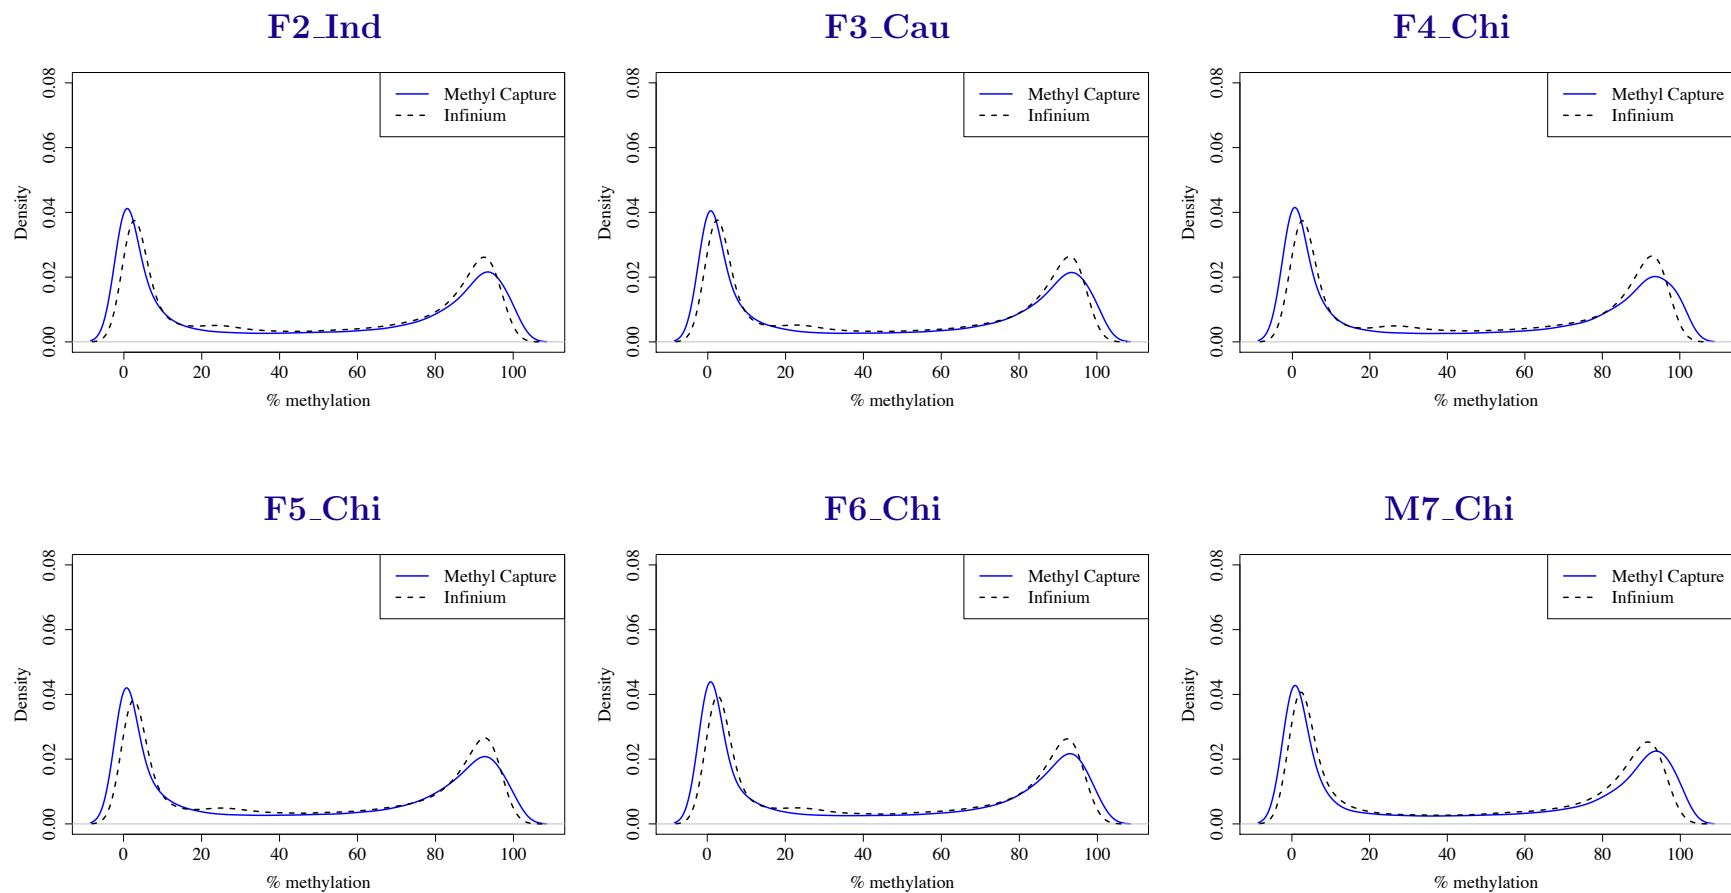 F2_Ind
F3_Cau
F4_Chi
Density
0.00 0.02 0.04 0.06 0.08
Methyl Capture
Infinium
0 20 40 60 80 100
% methylation
Density
0.00 0.02 0.04 0.06 0.08
Methyl Capture
Infinium
0 20 40 60 80 100
% methylation
Density
0.00 0.02 0.04 0.06 0.08
Methyl Capture
Infinium
0 20 40 60 80 100
% methylation
F5_Chi
F6_Chi
M7_Chi
Density
0.00 0.02 0.04 0.06 0.08
Methyl Capture
Infinium
0 20 40 60 80 100
% methylation
Density
0.00 0.02 0.04 0.06 0.08
Methyl Capture
Infinium
0 20 40 60 80 100
% methylation
Density
0.00 0.02 0.04 0.06 0.08
Methyl Capture
Infinium
0 20 40 60 80 100
% methylation